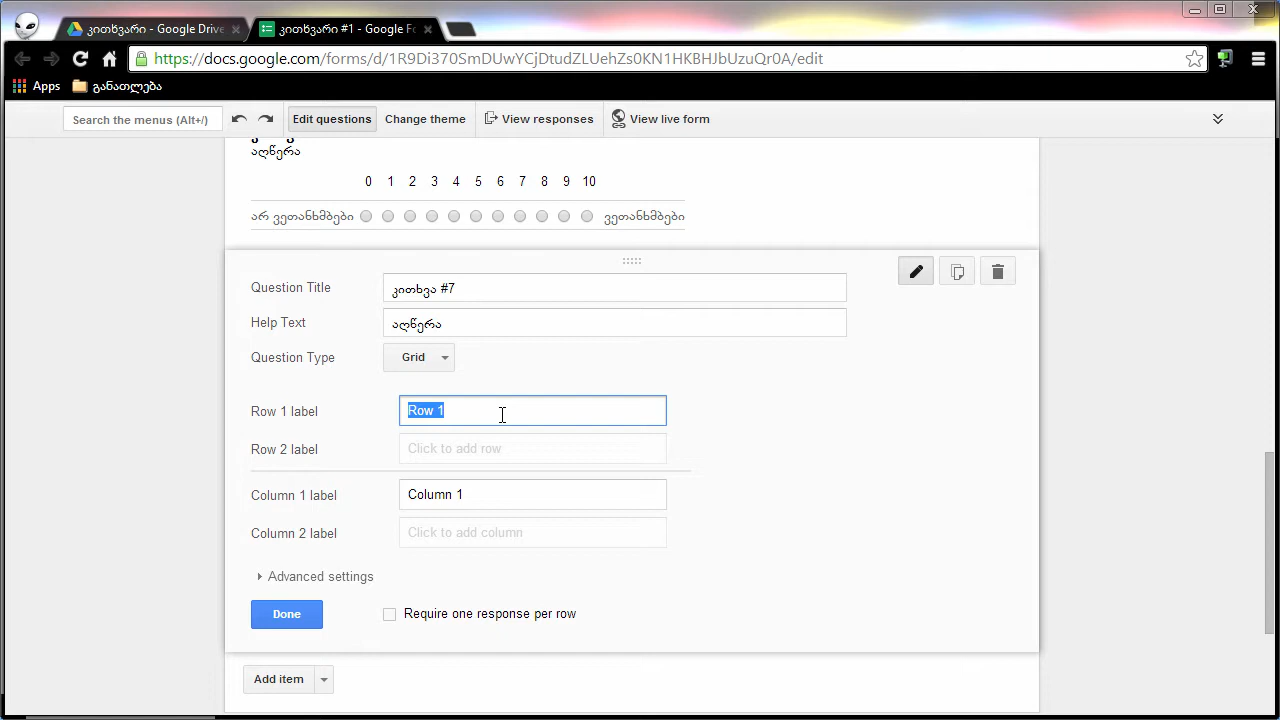 კითხვარი - Google Drive
კითხვარი #1 - Google Fo
https://docs.google.com/forms/d/1R9Di370SmDUwYCjDtudZLUehZs0KN1HKBHJbUzuQr0A/edit
Apps განათლება
Search the menus (Alt+/) Edit questions Change theme View responses View live form
აღწერა
0 1 2 3 4 5 6 7 8 9 10
არ ვეთანხმბები ვეთანხმბები
Question Title კითხვა #7
Help Text აღწერა
Question Type Grid
Row 1 label Row 1
Row 2 label Click to add row
Column 1 label Column 1
Column 2 label Click to add column
Advanced settings
Done Require one response per row
Add item